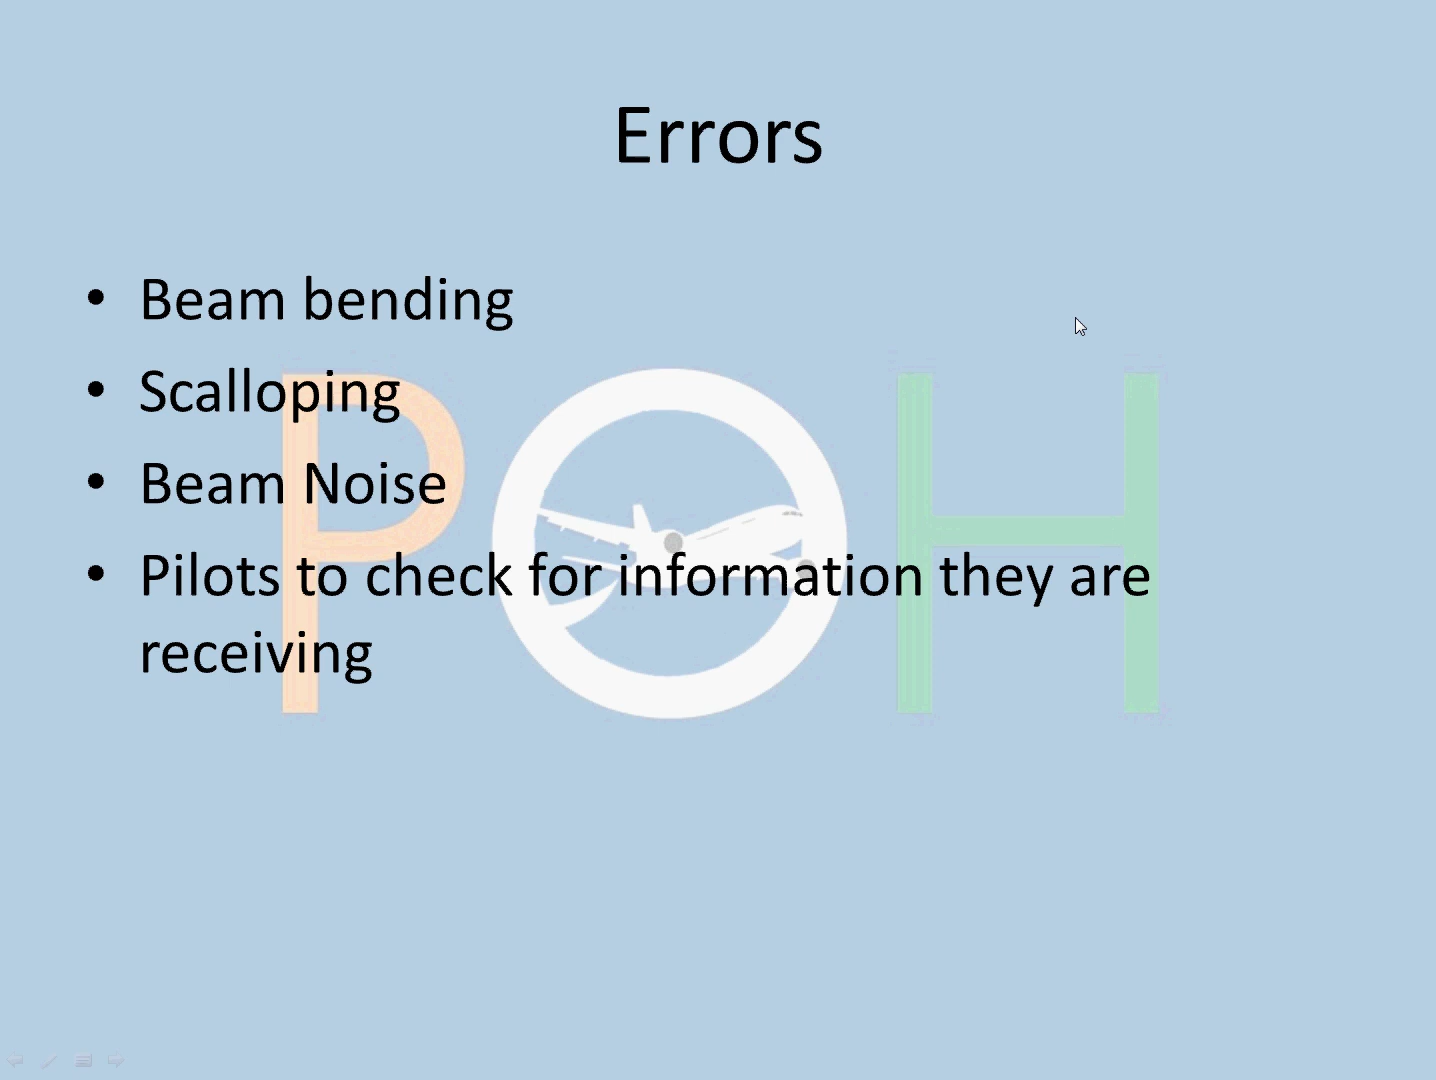 Errors
• Beam bending
• Scalloping
• Beam Noise
• Pilots to check for information they are
receiving
POH